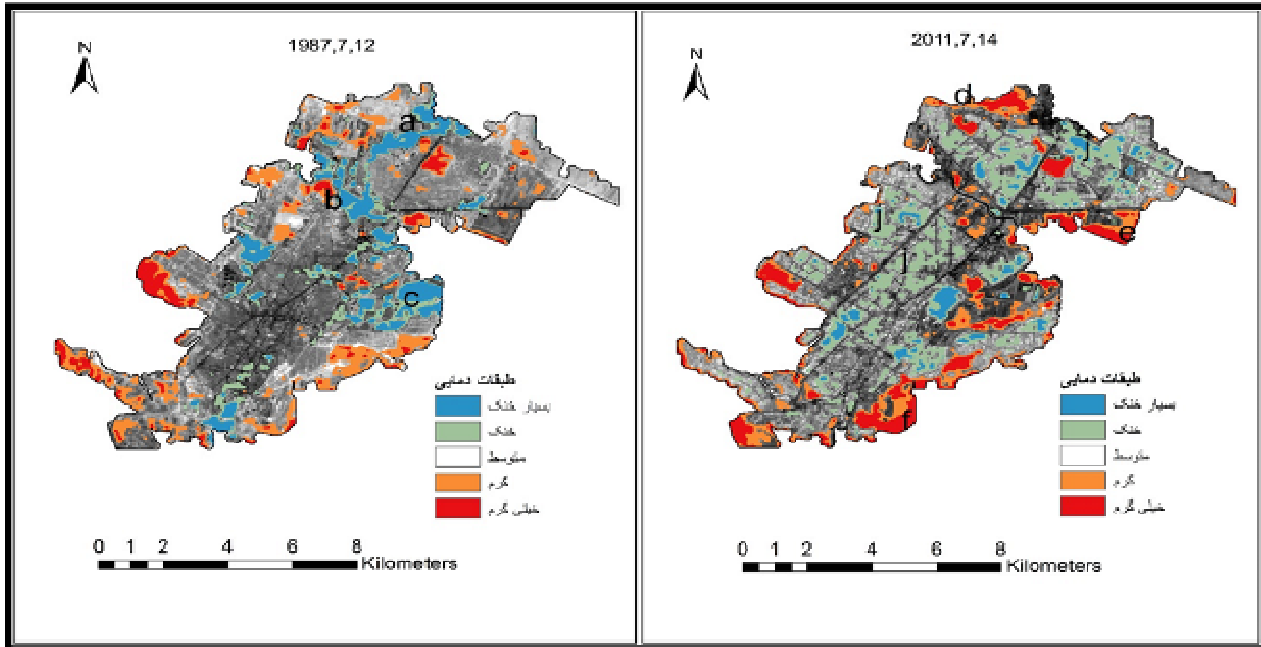 1987,7,12
N
a
b
c
طبقات دمایی
بسیار خنک
خنک
متوسط
گرم
خیلی گرم
0 1 2 4 6 8
Kilometers
2011,7,14
N
d
j
j
e
طبقات دمایی
بسیار خنک
خنک
متوسط
گرم
خیلی گرم
0 1 2 4 6 8
Kilometers